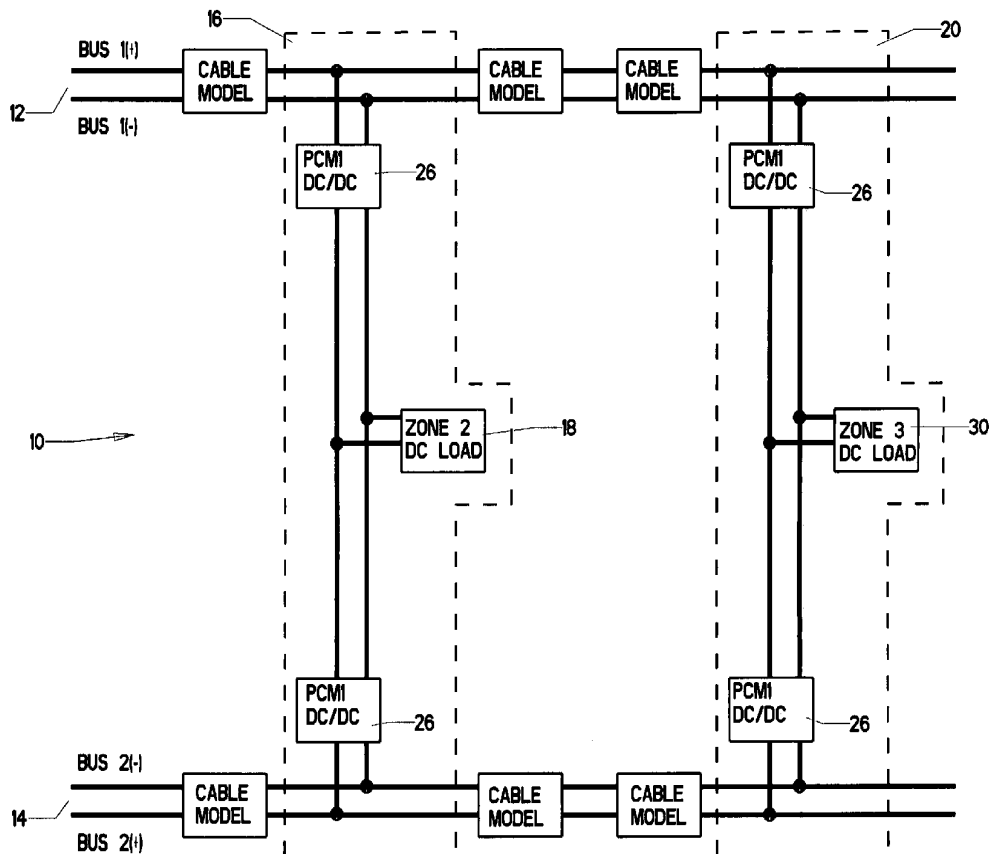 16
20
BUS 1(+)
CABLE
MODEL
CABLE
MODEL
CABLE
MODEL
12
BUS 1(-)
PCM1
DC/DC
26
PCM1
DC/DC
26
10
ZONE 2
DC LOAD
18
ZONE 3
DC LOAD
30
PCM1
DC/DC
26
PCM1
DC/DC
26
BUS 2(-)
14
CABLE
MODEL
CABLE
MODEL
CABLE
MODEL
BUS 2(+)